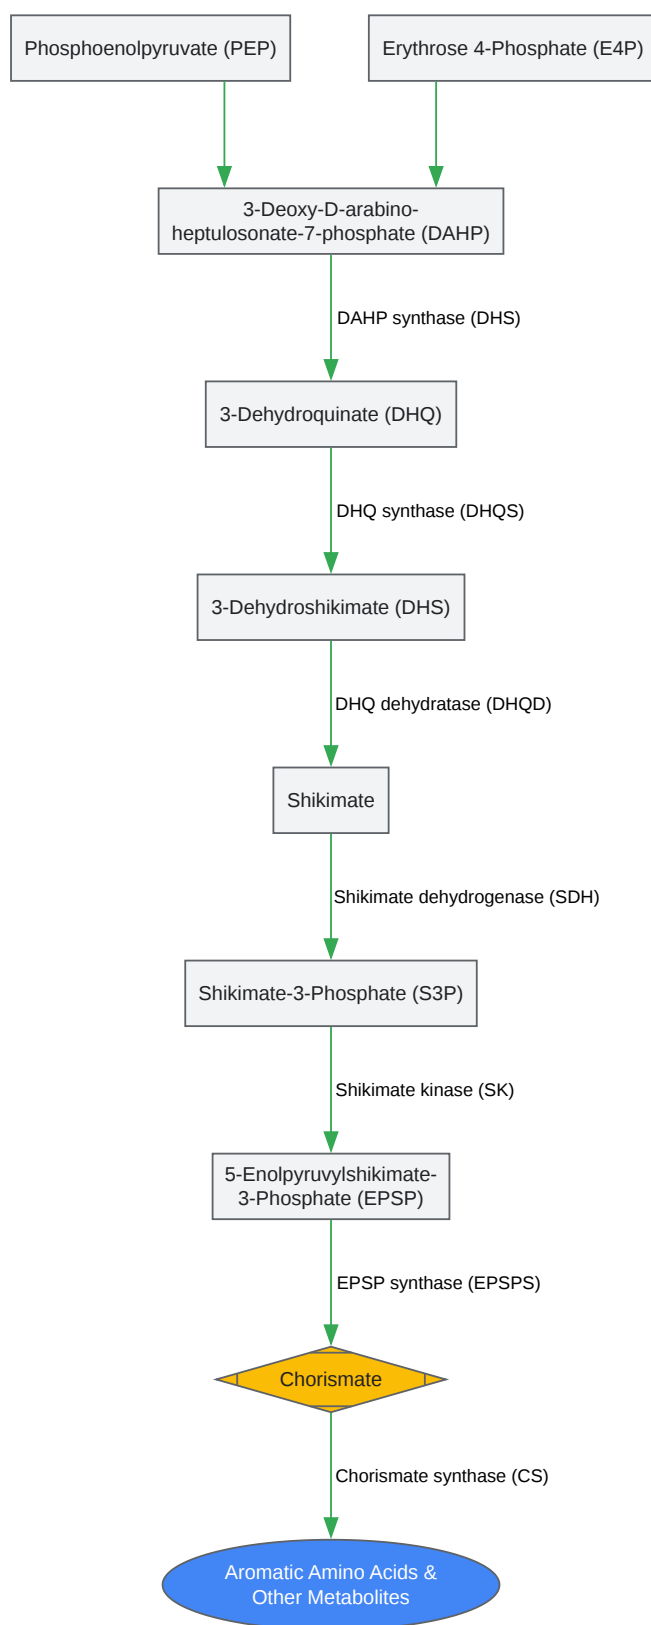 Phosphoenolpyruvate (PEP)
Erythrose 4-Phosphate (E4P)
3-Deoxy-D-arabino-
heptulosonate-7-phosphate (DAHP)
DAHP synthase (DHS)
3-Dehydroquinate (DHQ)
DHQ synthase (DHQS)
3-Dehydroshikimate (DHS)
DHQ dehydratase (DHQD)
Shikimate
Shikimate dehydrogenase (SDH)
Shikimate-3-Phosphate (S3P)
Shikimate kinase (SK)
5-Enolpyruvylshikimate-
3-Phosphate (EPSP)
EPSP synthase (EPSPS)
Chorismate
Chorismate synthase (CS)
Aromatic Amino Acids &
Other Metabolites